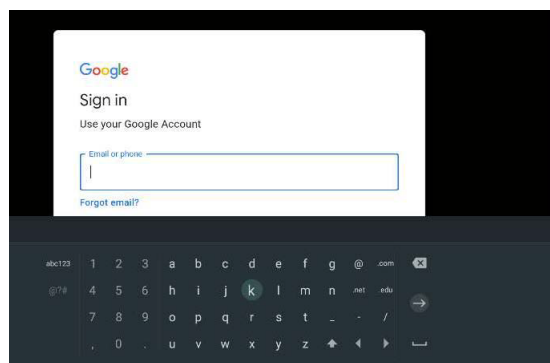 Google
Sign in
Use your Google Account
Email or phone
Forgot email?
abc123 1 2 3 a b c d e f g @ .com
@!?# 4 5 6 h i j k l m n .net .edu
7 8 9 o p q r s t _ - /
, 0 . u v w x y z